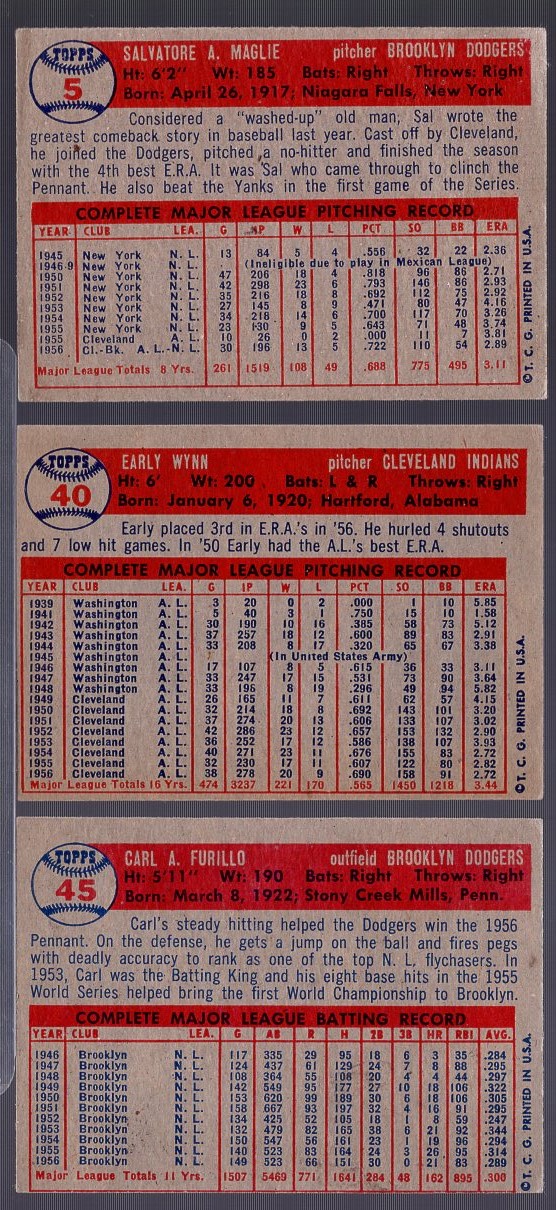 TOPPS
5
SALVATORE A. MAGLIE pitcher BROOKLYN DODGERS
Ht: 6'2" Wt: 185 Bats: Right Throws: Right
Born: April 26, 1917; Niagara Falls, New York
Considered a "washed-up" old man, Sal wrote the
greatest comeback story in baseball last year. Cast off by Cleveland,
he joined the Dodgers, pitched a no-hitter and finished the season
with the 4th best E.R.A. It was Sal who came through to clinch the
Pennant. He also beat the Yanks in the first game of the Series.
COMPLETE MAJOR LEAGUE PITCHING RECORD
YEAR CLUB LEA. G IP W L PCT SO BB ERA
1945 New York N. L. 13 84 5 4 .556 32 22 2.36
1946-9 New York N. L. (Ineligible due to play in Mexican League)
1950 New York N. L. 47 206 18 4 .818 96 86 2.71
1951 New York N. L. 42 298 23 6 .793 146 86 2.93
1952 New York N. L. 35 216 18 8 .692 112 75 2.92
1953 New York N. L. 27 145 8 9 .471 80 47 4.16
1954 New York N. L. 34 218 14 6 .700 117 70 3.26
1955 New York N. L. 23 130 9 5 .643 71 48 3.74
1955 Cleveland A. L. 10 26 0 2 .000 11 7 3.81
1956 Cl.-Bk. A. L.-N. L. 30 196 13 5 .722 110 54 2.89
Major League Totals 8 Yrs. 261 1519 108 49 .688 775 495 3.11
© T. C. G. PRINTED IN U.S.A.
TOPPS
40
EARLY WYNN pitcher CLEVELAND INDIANS
Ht: 6' Wt: 200 Bats: L & R Throws: Right
Born: January 6, 1920; Hartford, Alabama
Early placed 3rd in E.R.A.'s in '56. He hurled 4 shutouts
and 7 low hit games. In '50 Early had the A.L.'s best E.R.A.
COMPLETE MAJOR LEAGUE PITCHING RECORD
YEAR CLUB LEA. G IP W L PCT SO BB ERA
1939 Washington A. L. 3 20 0 2 .000 1 10 5.85
1941 Washington A. L. 5 40 3 1 .750 15 10 1.58
1942 Washington A. L. 30 190 10 16 .385 58 73 5.12
1943 Washington A. L. 37 257 18 12 .600 89 83 2.91
1944 Washington A. L. 33 208 8 17 .320 65 67 3.38
1945 Washington A. L. (In United States Army)
1946 Washington A. L. 17 107 8 5 .615 36 33 3.11
1947 Washington A. L. 33 247 17 15 .531 73 90 3.64
1948 Washington A. L. 33 196 8 19 .296 49 94 5.82
1949 Cleveland A. L. 26 165 11 7 .611 62 57 4.15
1950 Cleveland A. L. 32 214 18 8 .692 143 101 3.20
1951 Cleveland A. L. 37 274 20 13 .606 133 107 3.02
1952 Cleveland A. L. 42 286 23 12 .657 153 132 2.90
1953 Cleveland A. L. 36 252 17 12 .586 138 107 3.93
1954 Cleveland A. L. 40 271 23 11 .676 155 83 2.72
1955 Cleveland A. L. 32 230 17 11 .607 122 80 2.82
1956 Cleveland A. L. 38 278 20 9 .690 158 91 2.72
Major League Totals 16 Yrs. 474 3237 221 170 .565 1450 1218 3.44
© T. C. G. PRINTED IN U.S.A.
TOPPS
45
CARL A. FURILLO outfield BROOKLYN DODGERS
Ht: 5'11" Wt: 190 Bats: Right Throws: Right
Born: March 8, 1922; Stony Creek Mills, Penn.
Carl's steady hitting helped the Dodgers win the 1956
Pennant. On the defense, he gets a jump on the ball and fires pegs
with deadly accuracy to rank as one of the top N. L. flychasers. In
1953, Carl was the Batting King and his eight base hits in the 1955
World Series helped bring the first World Championship to Brooklyn.
COMPLETE MAJOR LEAGUE BATTING RECORD
YEAR CLUB LEA. G AB R H 2B 3B HR RBI AVG.
1946 Brooklyn N. L. 117 335 29 95 18 6 3 35 .284
1947 Brooklyn N. L. 124 437 61 129 24 7 8 88 .295
1948 Brooklyn N. L. 108 364 55 108 20 4 4 44 .297
1949 Brooklyn N. L. 142 549 95 177 27 10 18 106 .322
1950 Brooklyn N. L. 153 620 99 189 30 6 18 106 .305
1951 Brooklyn N. L. 158 667 93 197 32 4 16 91 .295
1952 Brooklyn N. L. 134 425 52 105 18 1 8 59 .247
1953 Brooklyn N. L. 132 479 82 165 38 6 21 92 .344
1954 Brooklyn N. L. 150 547 56 161 23 1 19 96 .294
1955 Brooklyn N. L. 140 523 83 164 24 3 26 95 .314
1956 Brooklyn N. L. 149 523 66 151 30 0 21 83 .289
Major League Totals 11 Yrs. 1507 5469 771 1641 284 48 162 895 .300
© T. C. G. PRINTED IN U.S.A.